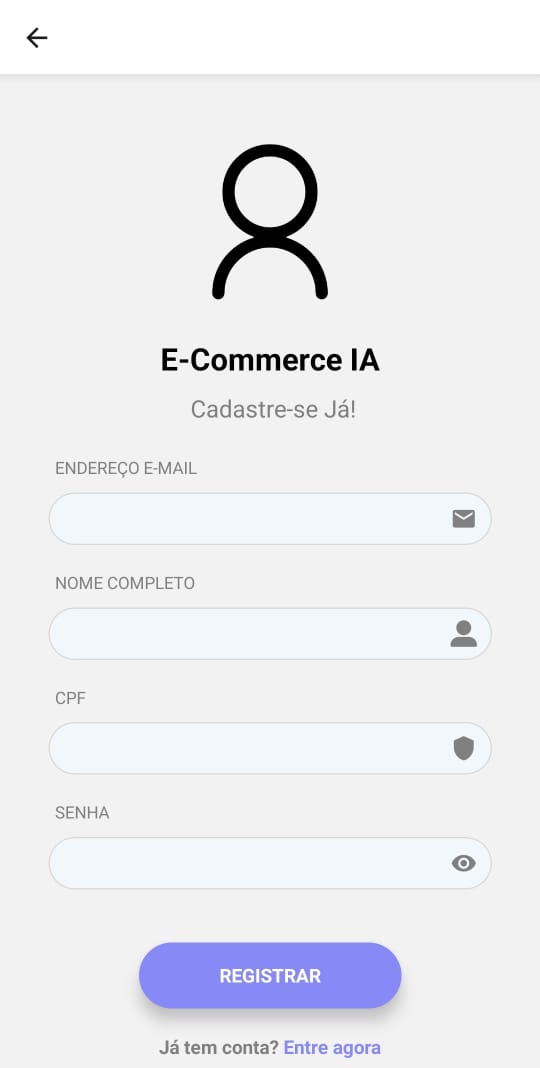 E-Commerce IA
Cadastre-se Já!
ENDEREÇO E-MAIL
NOME COMPLETO
CPF
SENHA
REGISTRAR
Já tem conta? Entre agora